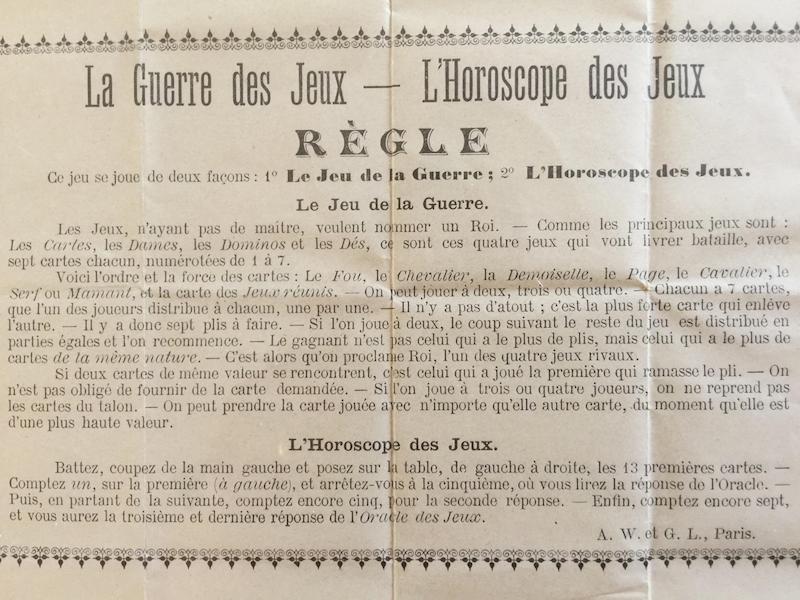 La Guerre des Jeux — L'Horoscope des Jeux
RÈGLE
Ce jeu se joue de deux façons : 1º Le Jeu de la Guerre ; 2º L'Horoscope des Jeux.
Le Jeu de la Guerre.
Les Jeux, n'ayant pas de maître, veulent nommer un Roi. — Comme les principaux jeux sont :
Les Cartes, les Dames, les Dominos et les Dés, ce sont ces quatre jeux qui vont livrer bataille, avec
sept cartes chacun, numérotées de 1 à 7.
Voici l'ordre et la force des cartes : Le Fou, le Chevalier, la Demoiselle, le Page, le Cavalier, le
Serf ou Manant, et la carte des Jeux réunis. — On peut jouer à deux, trois ou quatre. — Chacun a 7 cartes,
que l'un des joueurs distribue à chacun, une par une. — Il n'y a pas d'atout ; c'est la plus forte carte qui enlève
l'autre. — Il y a donc sept plis à faire. — Si l'on joue à deux, le coup suivant le reste du jeu est distribué en
parties égales et l'on recommence. — Le gagnant n'est pas celui qui a le plus de plis, mais celui qui a le plus de
cartes de la même nature. — C'est alors qu'on proclame Roi, l'un des quatre jeux rivaux.
Si deux cartes de même valeur se rencontrent, c'est celui qui a joué la première qui ramasse le pli. — On
n'est pas obligé de fournir de la carte demandée. — Si l'on joue à trois ou quatre joueurs, on ne reprend pas
les cartes du talon. — On peut prendre la carte jouée avec n'importe qu'elle autre carte, du moment qu'elle est
d'une plus haute valeur.
L'Horoscope des Jeux.
Battez, coupez de la main gauche et posez sur la table, de gauche à droite, les 13 premières cartes. —
Comptez un, sur la première (à gauche), et arrêtez-vous à la cinquième, où vous lirez la réponse de l'Oracle. —
Puis, en partant de la suivante, comptez encore cinq, pour la seconde réponse. — Enfin, comptez encore sept,
et vous aurez la troisième et dernière réponse de l'Oracle des Jeux.
A. W. et G. L., Paris.